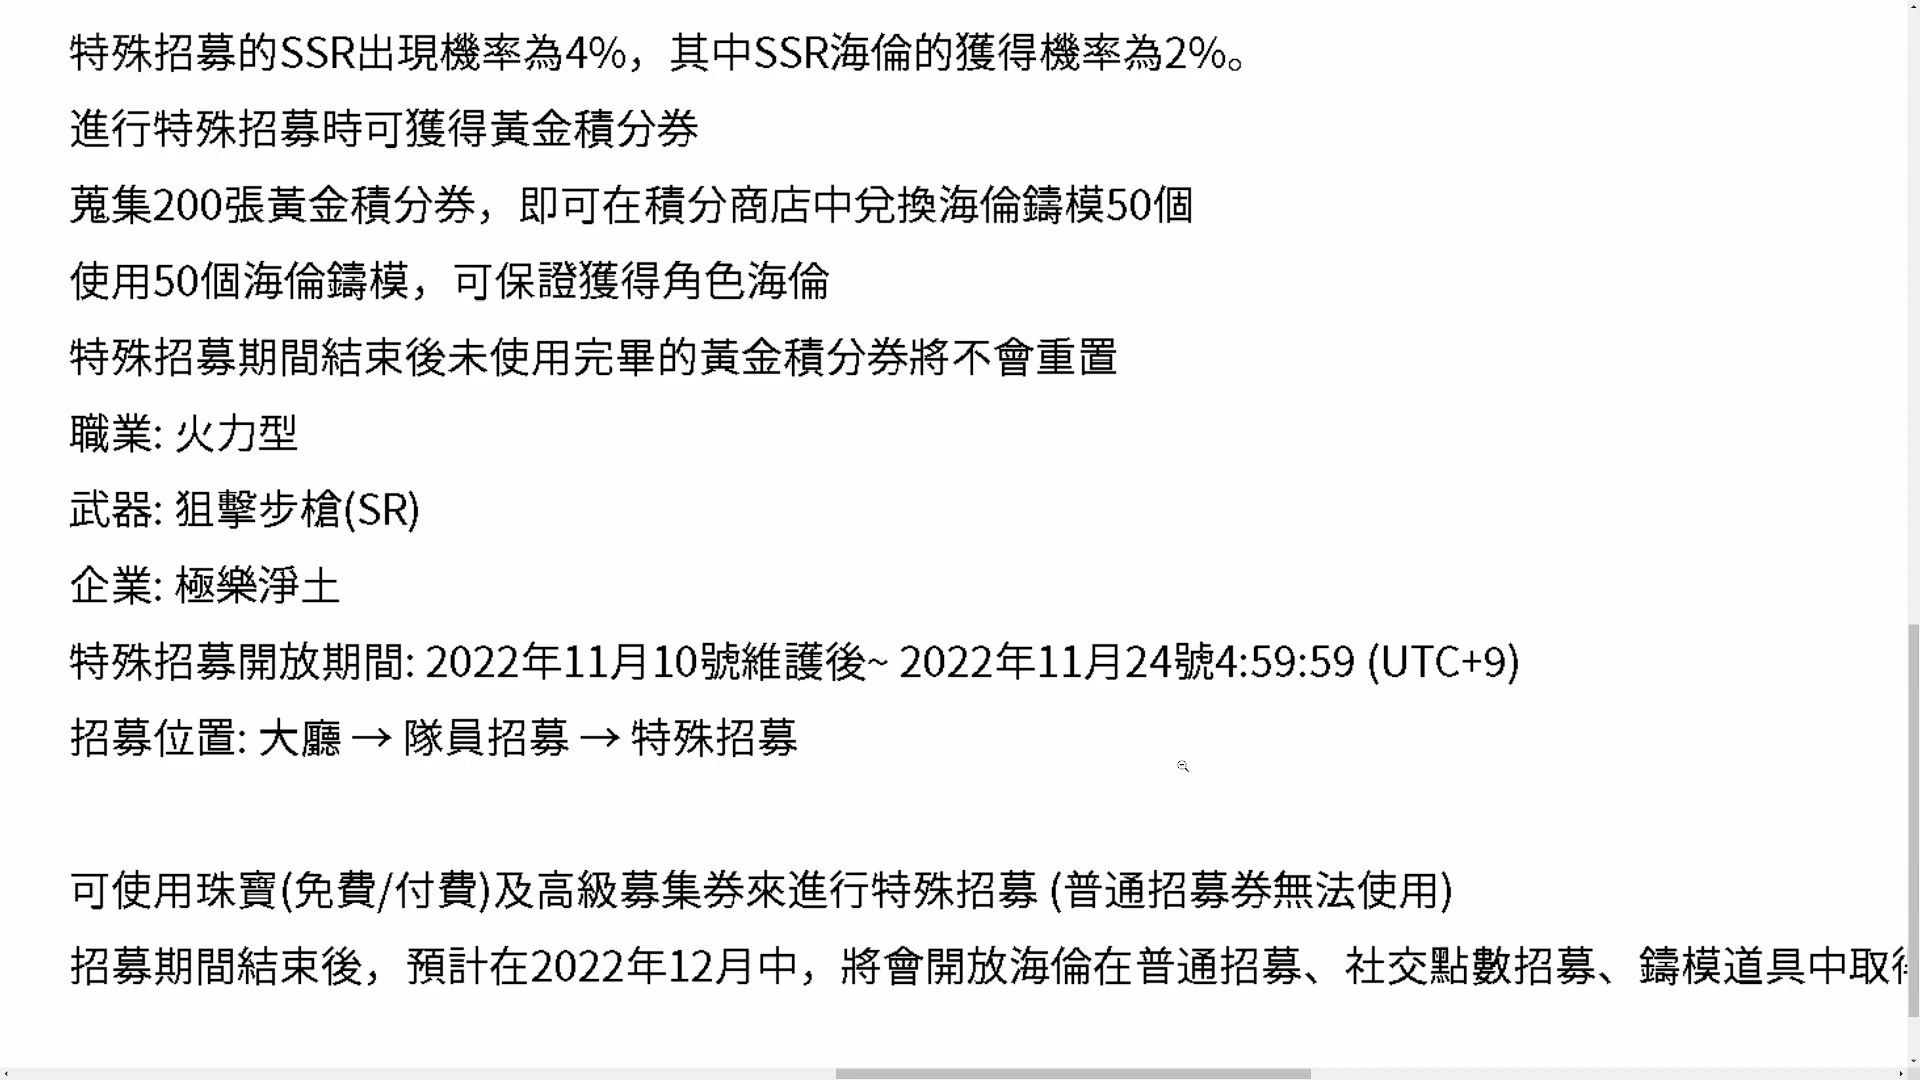 特殊招募的SSR出現機率為4%，其中SSR海倫的獲得機率為2%。
進行特殊招募時可獲得黃金積分券
蒐集200張黃金積分券，即可在積分商店中兌換海倫鑄模50個
使用50個海倫鑄模，可保證獲得角色海倫
特殊招募期間結束後未使用完畢的黃金積分券將不會重置
職業: 火力型
武器: 狙擊步槍(SR)
企業: 極樂淨土
特殊招募開放期間: 2022年11月10號維護後~ 2022年11月24號4:59:59 (UTC+9)
招募位置: 大廳 → 隊員招募 → 特殊招募
可使用珠寶(免費/付費)及高級募集券來進行特殊招募 (普通招募券無法使用)
招募期間結束後，預計在2022年12月中，將會開放海倫在普通招募、社交點數招募、鑄模道具中取